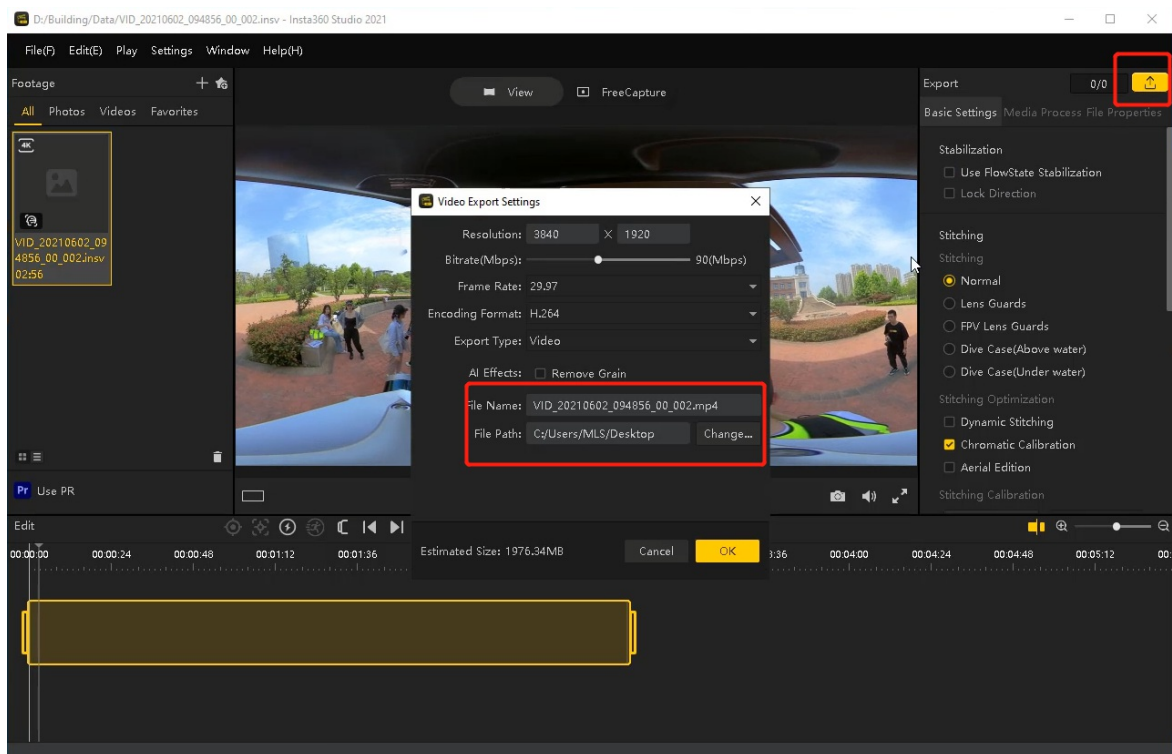 D:/Building/Data/VID_20210602_094856_00_002.insv - Insta360 Studio 2021
File(F) Edit(E) Play Settings Window Help(H)
Footage
All Photos Videos Favorites
4K
VID_20210602_09
4856_00_002.insv
02:56
Pr Use PR
View FreeCapture
Video Export Settings
Resolution: 3840 × 1920
Bitrate(Mbps): 90(Mbps)
Frame Rate: 29.97
Encoding Format: H.264
Export Type: Video
AI Effects: Remove Grain
File Name: VID_20210602_094856_00_002.mp4
File Path: C:/Users/MLS/Desktop Change...
Estimated Size: 1976.34MB Cancel OK
Export 0/0
Basic Settings Media Process File Properties
Stabilization
Use FlowState Stabilization
Lock Direction
Stitching
Stitching
Normal
Lens Guards
FPV Lens Guards
Dive Case(Above water)
Dive Case(Under water)
Stitching Optimization
Dynamic Stitching
Chromatic Calibration
Aerial Edition
Stitching Calibration
Edit
00:00:00 00:00:24 00:00:48 00:01:12 00:01:36 3:36 00:04:00 00:04:24 00:04:48 00:05:12 00: